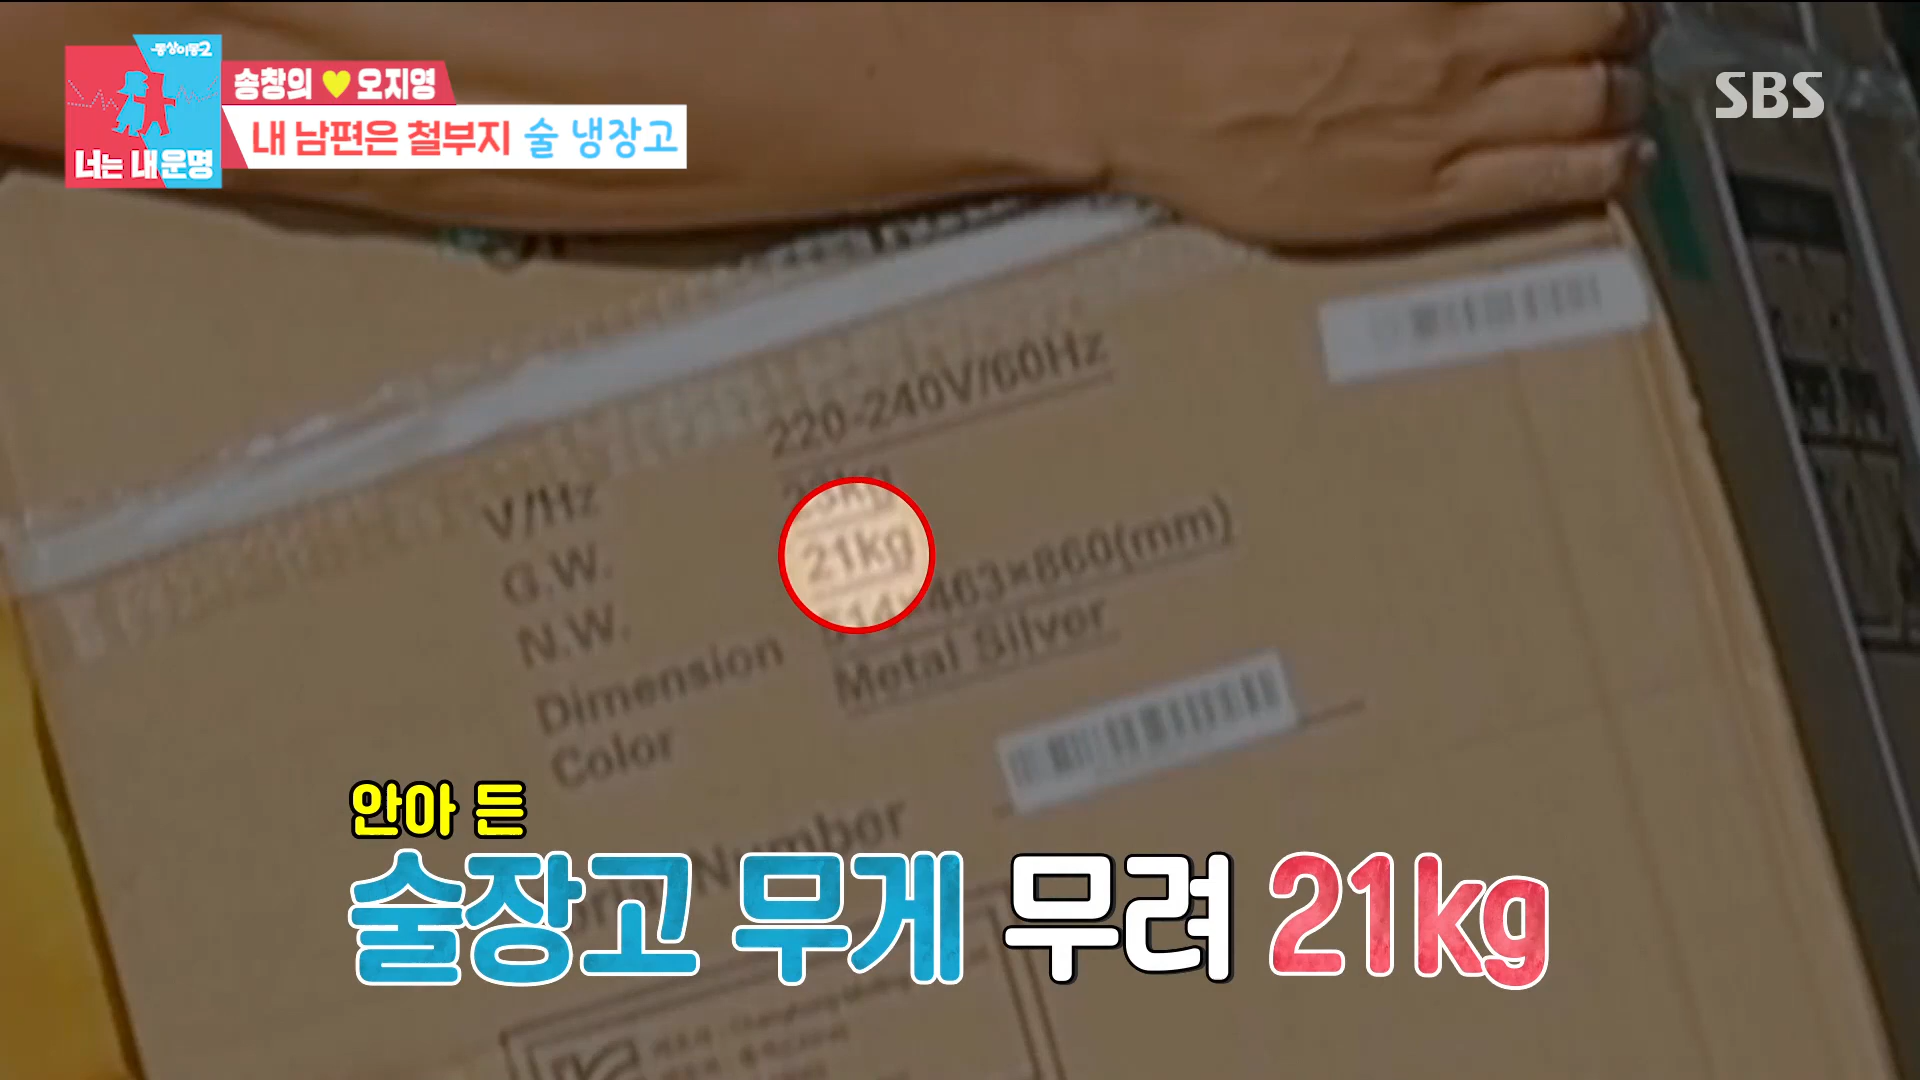 동상이몽2
너는 내 운명
송창의 💛 오지영
내 남편은 철부지 술 냉장고
SBS
V/Hz 220-240V/60Hz
G.W.
N.W. 21kg
Dimension 463×860(mm)
Color Metal Silver
Number
안아 든
술장고 무게 무려 21kg